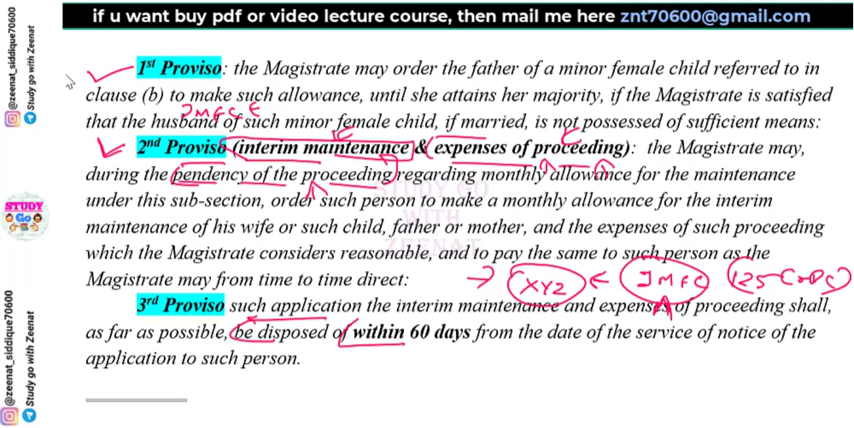 if u want buy pdf or video lecture course, then mail me here znt70600@gmail.com
1st Proviso: the Magistrate may order the father of a minor female child referred to in
clause (b) to make such allowance, until she attains her majority, if the Magistrate is satisfied
JMFC
that the husband of such minor female child, if married, is not possessed of sufficient means:
2nd Proviso (interim maintenance & expenses of proceeding): the Magistrate may,
during the pendency of the proceeding regarding monthly allowance for the maintenance
under this sub-section, order such person to make a monthly allowance for the interim
maintenance of his wife or such child, father or mother, and the expenses of such proceeding
which the Magistrate considers reasonable, and to pay the same to such person as the
Magistrate may from time to time direct:
XYZ JMFC 125 CrPC
3rd Proviso such application the interim maintenance and expenses of proceeding shall,
as far as possible, be disposed of within 60 days from the date of the service of notice of the
application to such person.
@zeenat_siddique70600
Study go with Zeenat
STUDY
Go
@zeenat_siddique70600
Study go with Zeenat
STUDY GO
WITH
ZEENAT